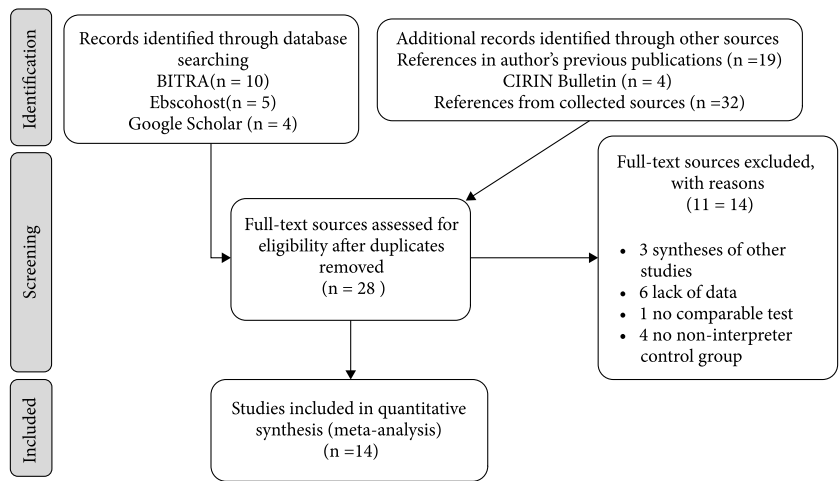 Identification
Records identified through database
searching
BITRA(n = 10)
Ebscohost(n = 5)
Google Scholar (n = 4)
Additional records identified through other sources
References in author's previous publications (n =19)
CIRIN Bulletin (n = 4)
References from collected sources (n =32)
Screening
Full-text sources assessed for
eligibility after duplicates
removed
(n = 28 )
Full-text sources excluded,
with reasons
(11 = 14)
• 3 syntheses of other
studies
• 6 lack of data
• 1 no comparable test
• 4 no non-interpreter
control group
Included
Studies included in quantitative
synthesis (meta-analysis)
(n =14)